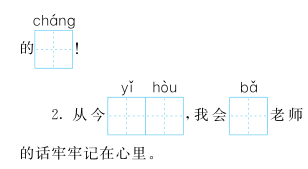 cháng
的 !
yǐ hòu bǎ
2. 从今 ,我会 老师
的话牢牢记在心里。